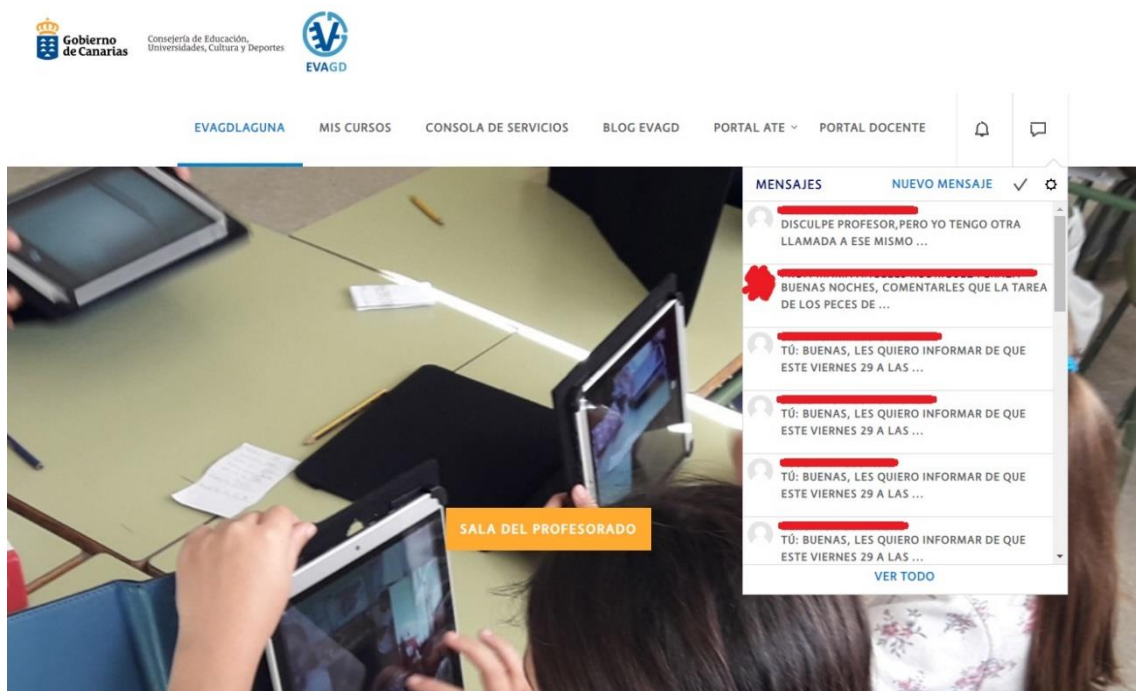 Gobierno
de Canarias
Consejería de Educación,
Universidades, Cultura y Deportes
EVAGD
EVAGDLAGUNA MIS CURSOS CONSOLA DE SERVICIOS BLOG EVAGD PORTAL ATE PORTAL DOCENTE
MENSAJES NUEVO MENSAJE
DISCULPE PROFESOR,PERO YO TENGO OTRA
LLAMADA A ESE MISMO ...
BUENAS NOCHES, COMENTARLES QUE LA TAREA
DE LOS PECES DE ...
TÚ: BUENAS, LES QUIERO INFORMAR DE QUE
ESTE VIERNES 29 A LAS ...
TÚ: BUENAS, LES QUIERO INFORMAR DE QUE
ESTE VIERNES 29 A LAS ...
TÚ: BUENAS, LES QUIERO INFORMAR DE QUE
ESTE VIERNES 29 A LAS ...
TÚ: BUENAS, LES QUIERO INFORMAR DE QUE
ESTE VIERNES 29 A LAS ...
VER TODO
SALA DEL PROFESORADO